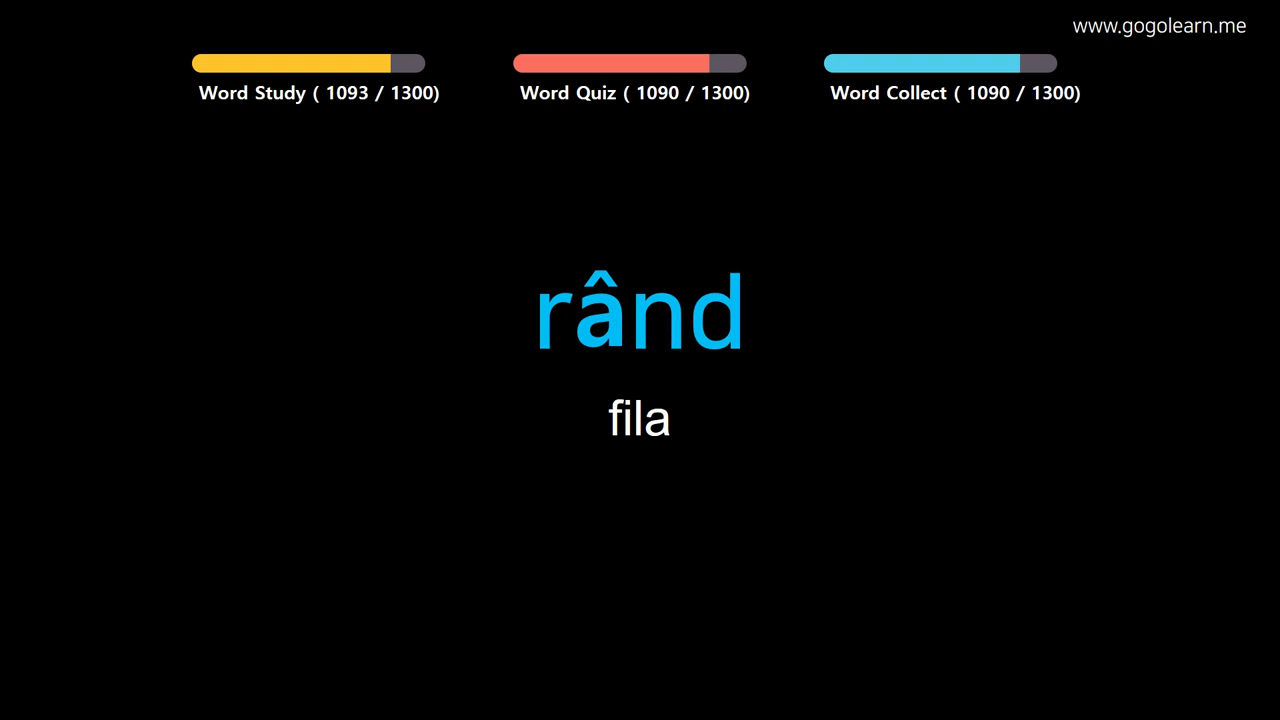 www.gogolearn.me
Word Study ( 1093 / 1300)
Word Quiz ( 1090 / 1300)
Word Collect ( 1090 / 1300)
rând
fila